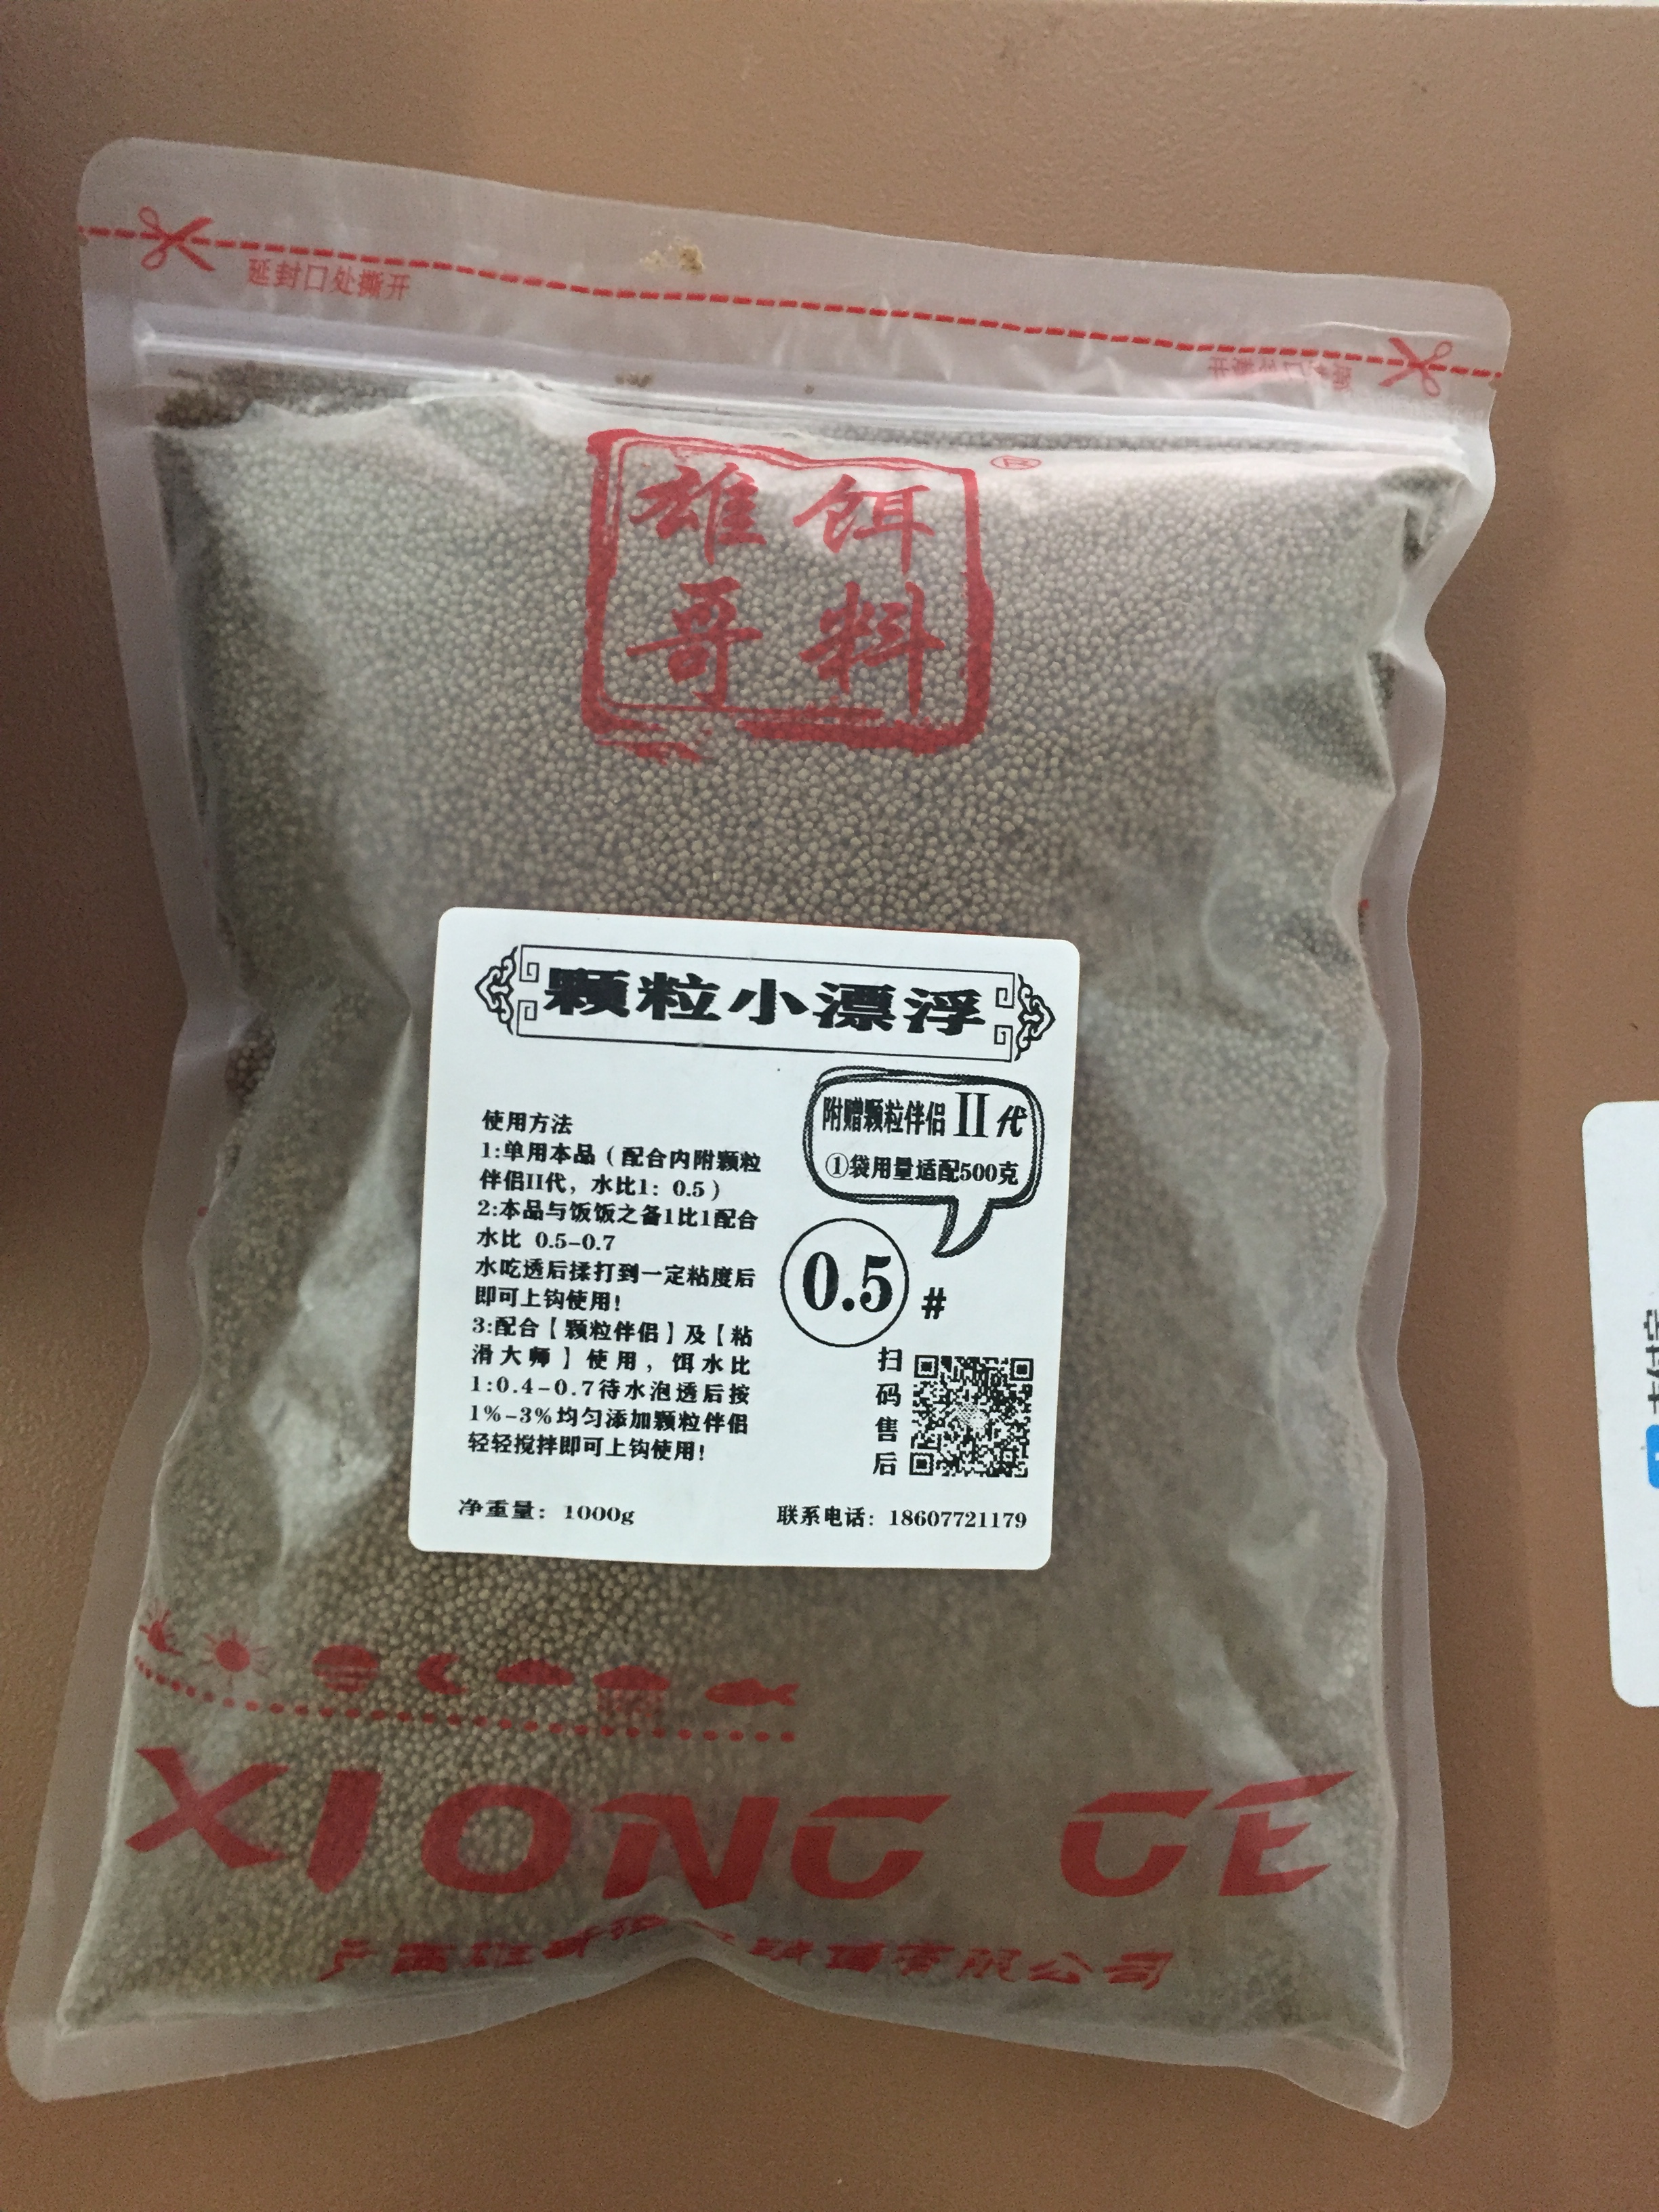 延封口处撕开
雄饵
哥料
颗粒小漂浮
附赠颗粒伴侣II代
①袋用量适配500克
使用方法
1:单用本品（配合内附颗粒
伴侣II代，水比1：0.5）
2:本品与饭饭之备1比1配合
水比 0.5-0.7
水吃透后揉打到一定粘度后
即可上钩使用！
3:配合【颗粒伴侣】及【粘
滑大师】使用，饵水比
1:0.4-0.7待水泡透后按
1%-3%均匀添加颗粒伴侣
轻轻搅拌即可上钩使用！
0.5 #
扫码售后
净重量：1000g
联系电话：18607721179
XIONG GE
有限公司